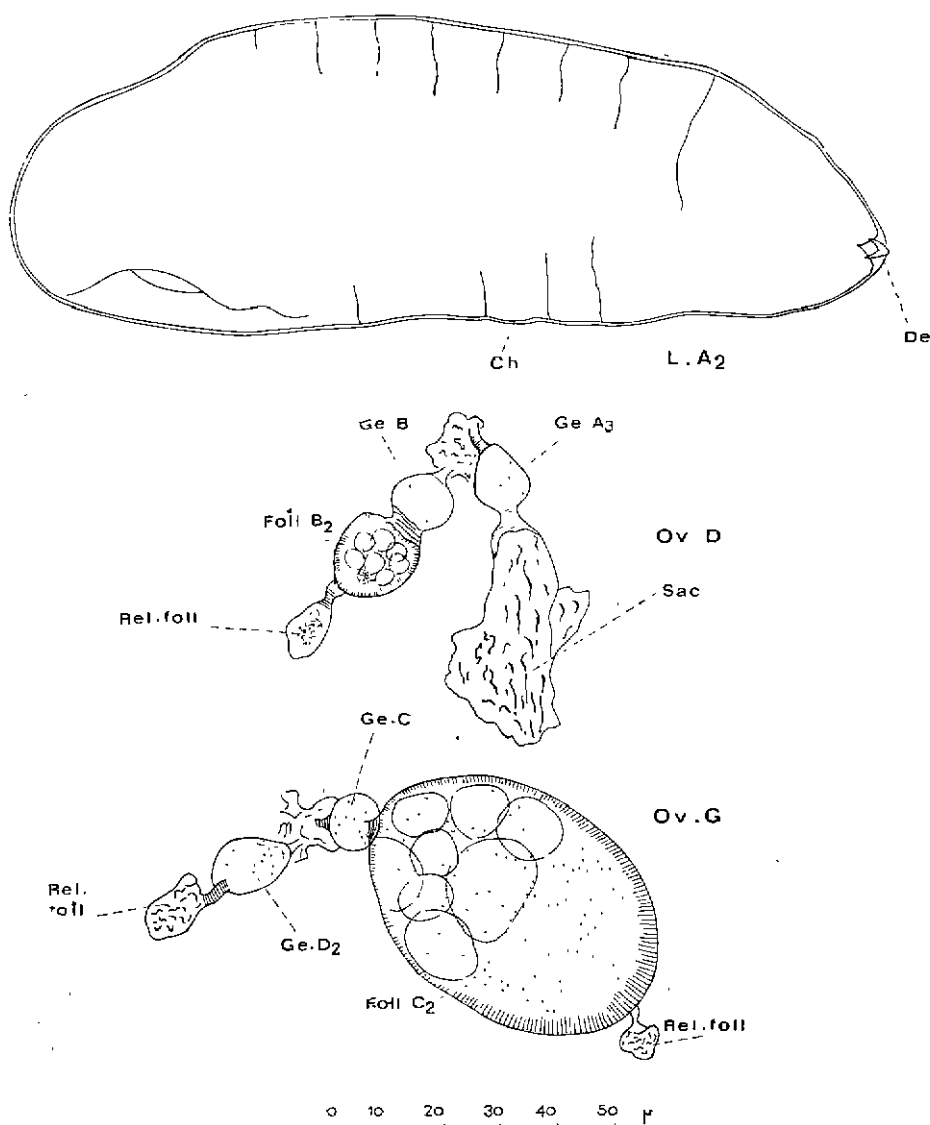 De
Ch
L.A2
Ge B
Ge A3
Foll B2
Ov D
Sac
Rel.foll
Ge.C
Ov.G
Rel.
foll
Ge.D2
Foll C2
Rel.foll
0 10 20 30 40 50 µ